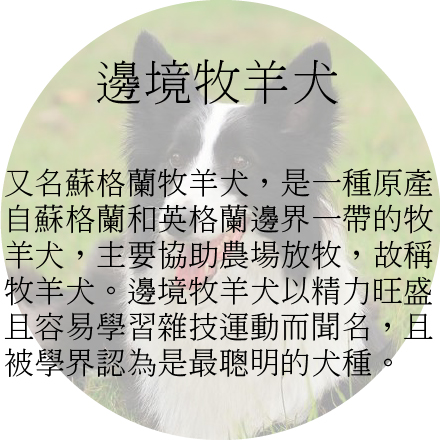 邊境牧羊犬
又名蘇格蘭牧羊犬，是一種原產
自蘇格蘭和英格蘭邊界一帶的牧
羊犬，主要協助農場放牧，故稱
牧羊犬。邊境牧羊犬以精力旺盛
且容易學習雜技運動而聞名，且
被學界認為是最聰明的犬種。